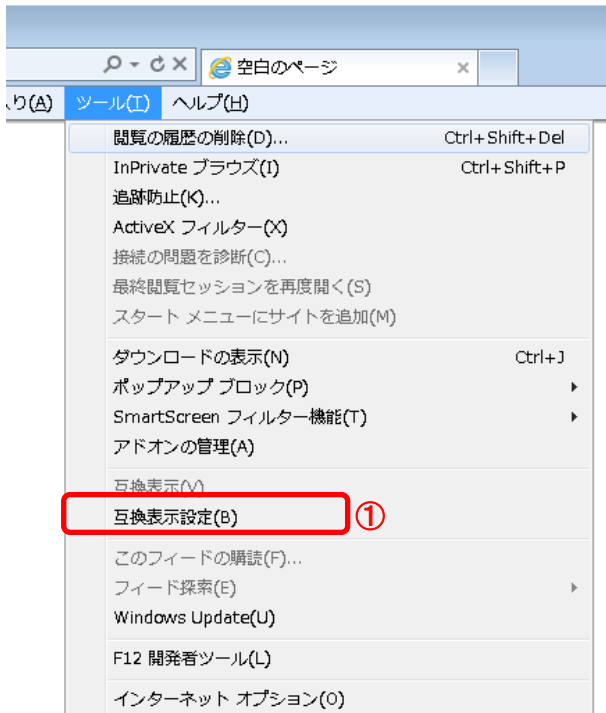 空白のページ
入り(A) ツール(T) ヘルプ(H)
閲覧の履歴の削除(D)... Ctrl+Shift+Del
InPrivate ブラウズ(I) Ctrl+Shift+P
追跡防止(K)...
ActiveX フィルター(X)
接続の問題を診断(C)...
最終閲覧セッションを再度開く(S)
スタート メニューにサイトを追加(M)
ダウンロードの表示(N) Ctrl+J
ポップアップ ブロック(P)
SmartScreen フィルター機能(T)
アドオンの管理(A)
互換表示(V)
互換表示設定(B) ①
このフィードの購読(F)...
フィード探索(E)
Windows Update(U)
F12 開発者ツール(L)
インターネット オプション(O)